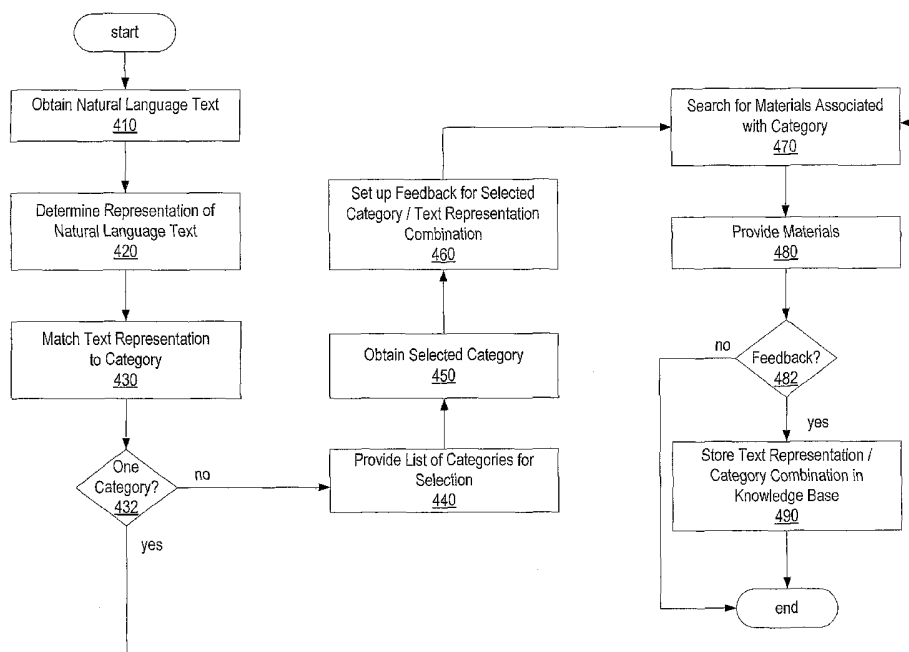 start
Obtain Natural Language Text
410
Determine Representation of
Natural Language Text
420
Match Text Representation
to Category
430
One
Category?
432
no
yes
Provide List of Categories for
Selection
440
Obtain Selected Category
450
Set up Feedback for Selected
Category / Text Representation
Combination
460
Search for Materials Associated
with Category
470
Provide Materials
480
Feedback?
482
no
yes
Store Text Representation /
Category Combination in
Knowledge Base
490
end